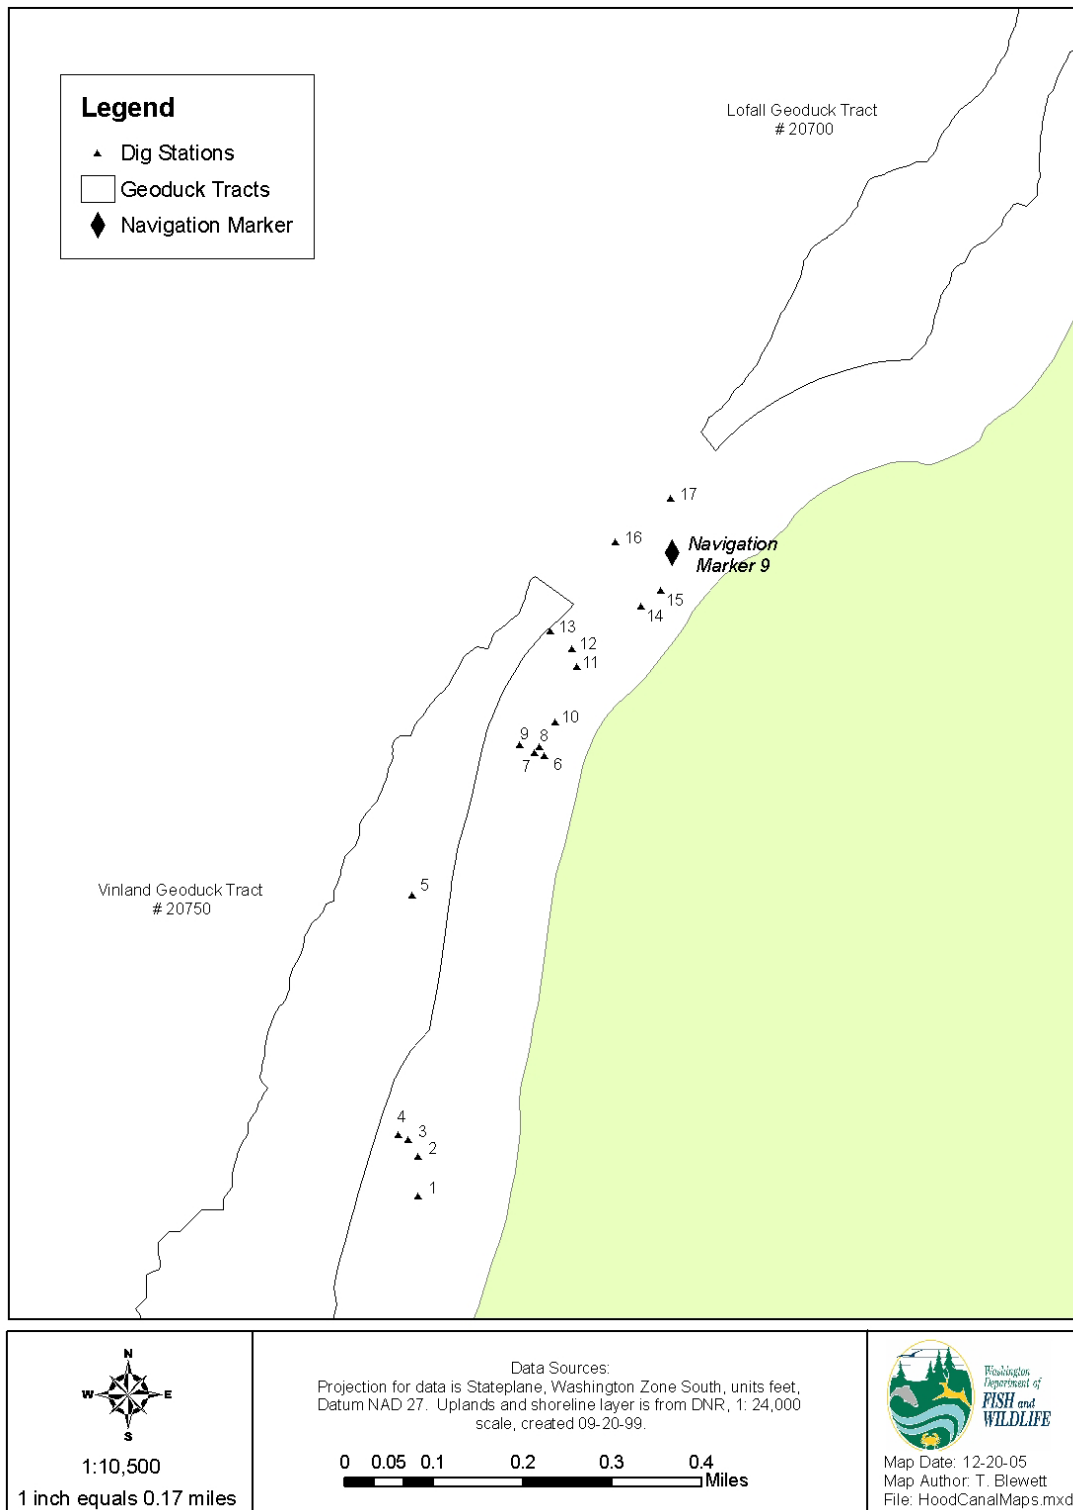 Legend
Dig Stations
Geoduck Tracts
Navigation Marker
Lofall Geoduck Tract
# 20700
17
16
Navigation
Marker 9
15
14
13
12
11
10
9
8
7
6
5
Vinland Geoduck Tract
# 20750
4
3
2
1
N
W
E
S
1:10,500
1 inch equals 0.17 miles
Data Sources:
Projection for data is Stateplane, Washington Zone South, units feet,
Datum NAD 27. Uplands and shoreline layer is from DNR, 1: 24,000
scale, created 09-20-99.
0 0.05 0.1 0.2 0.3 0.4
Miles
Washington
Department of
FISH and
WILDLIFE
Map Date: 12-20-05
Map Author: T. Blewett
File: HoodCanalMaps.mxd